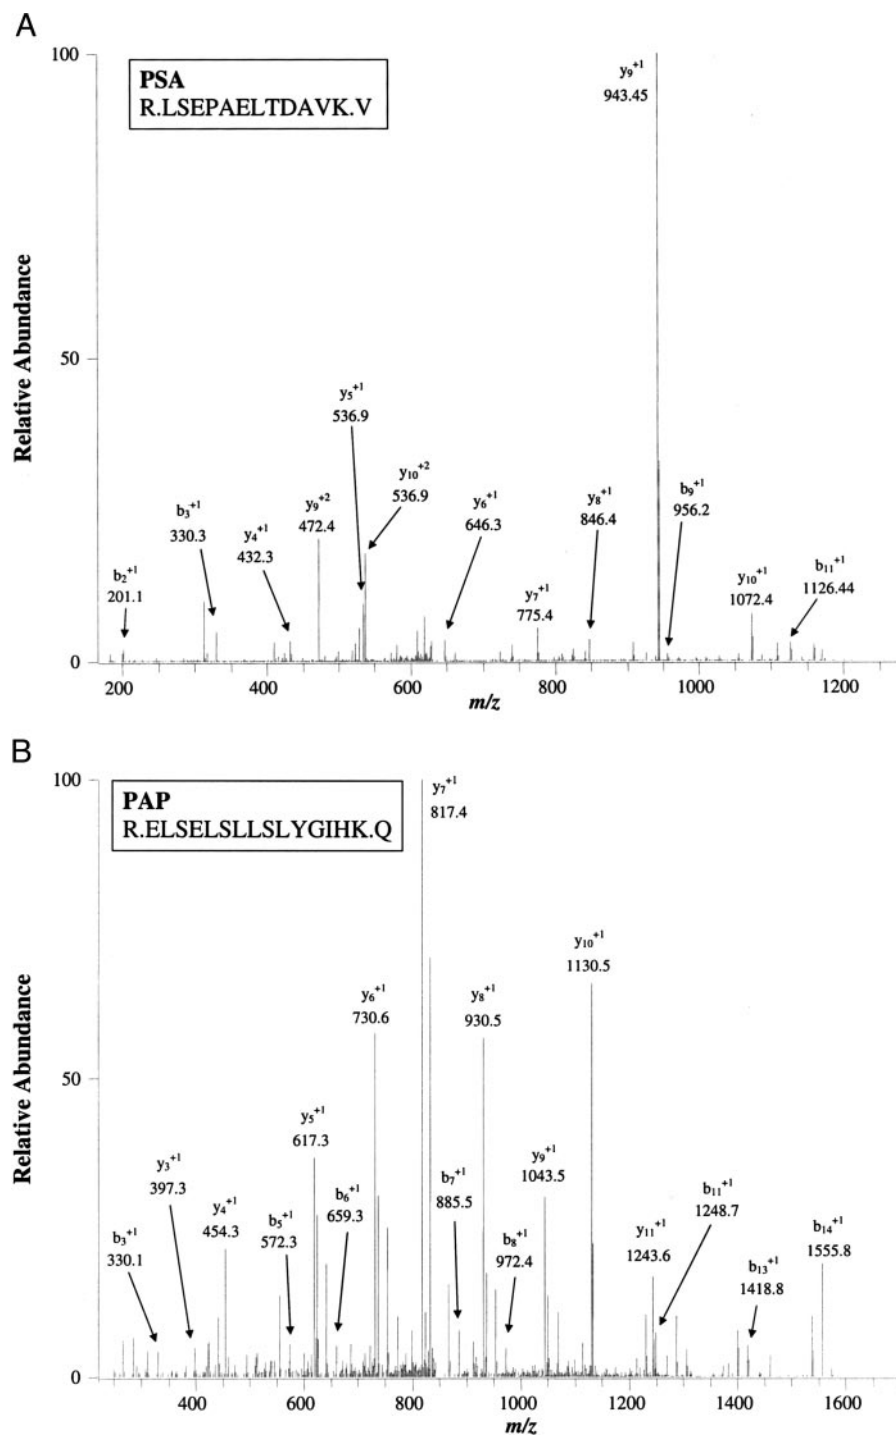 A
100
PSA
R.LSEPAELTDAVK.V
y₉⁺¹
943.45
Relative Abundance
50
y₅⁺¹
536.9
y₁₀⁺²
536.9
b₃⁺¹
330.3
y₄⁺¹
432.3
y₉⁺²
472.4
y₆⁺¹
646.3
y₈⁺¹
846.4
b₉⁺¹
956.2
b₂⁺¹
201.1
y₇⁺¹
775.4
y₁₀⁺¹
1072.4
b₁₁⁺¹
1126.44
0
200 400 600 800 1000 1200
m/z
B
100
PAP
R.ELSELSLLSLYGIHK.Q
y₇⁺¹
817.4
Relative Abundance
50
y₆⁺¹
730.6
y₈⁺¹
930.5
y₁₀⁺¹
1130.5
y₅⁺¹
617.3
y₃⁺¹
397.3
y₄⁺¹
454.3
b₃⁺¹
330.1
b₅⁺¹
572.3
b₆⁺¹
659.3
b₇⁺¹
885.5
b₈⁺¹
972.4
y₉⁺¹
1043.5
y₁₁⁺¹
1243.6
b₁₁⁺¹
1248.7
b₁₃⁺¹
1418.8
b₁₄⁺¹
1555.8
0
400 600 800 1000 1200 1400 1600
m/z